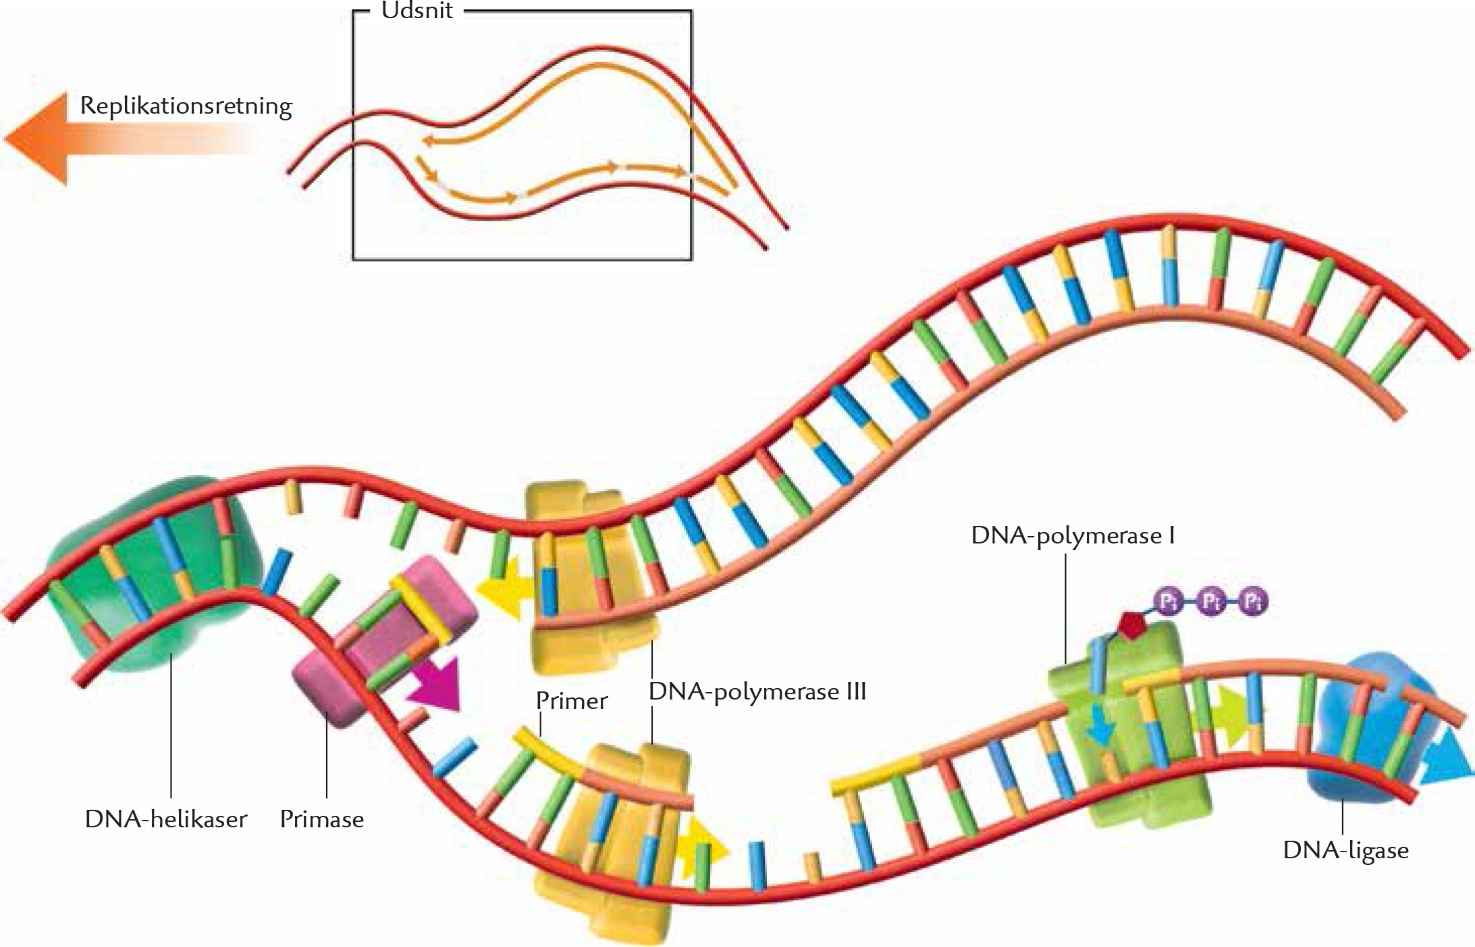 Udsnit
Replikationsretning
DNA-polymerase I
Pi Pi Pi
Primer
DNA-polymerase III
DNA-helikaser
Primase
DNA-ligase